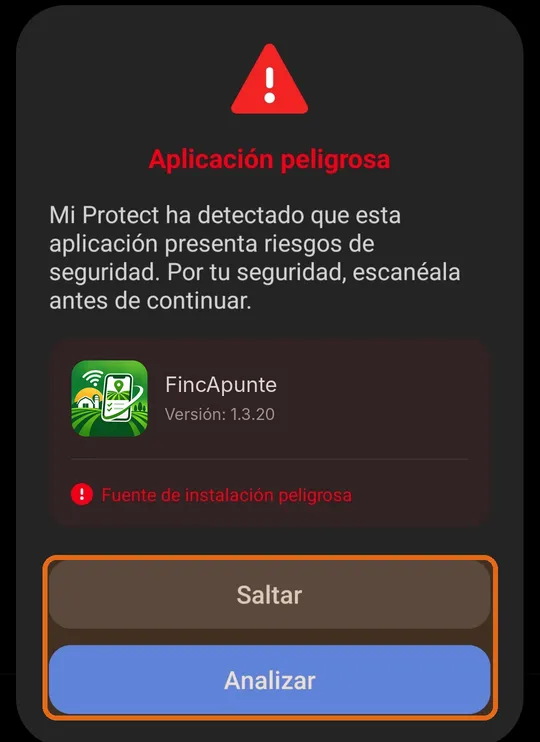 Aplicación peligrosa
Mi Protect ha detectado que esta
aplicación presenta riesgos de
seguridad. Por tu seguridad, escanéala
antes de continuar.
FincApunte
Versión: 1.3.20
Fuente de instalación peligrosa
Saltar
Analizar